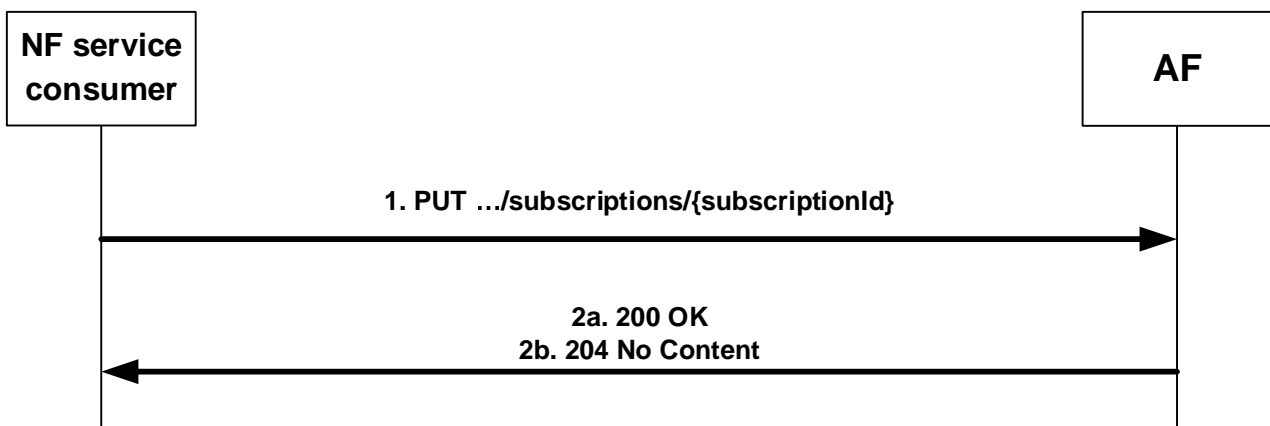 NF service
consumer
AF
1. PUT …/subscriptions/{subscriptionId}
2a. 200 OK
2b. 204 No Content